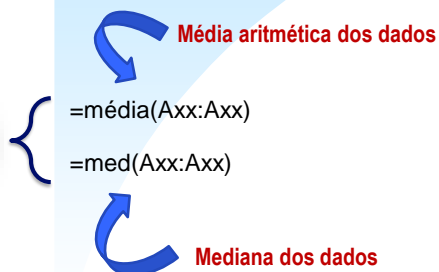 Média aritmética dos dados
=média(Axx:Axx)
=med(Axx:Axx)
Mediana dos dados